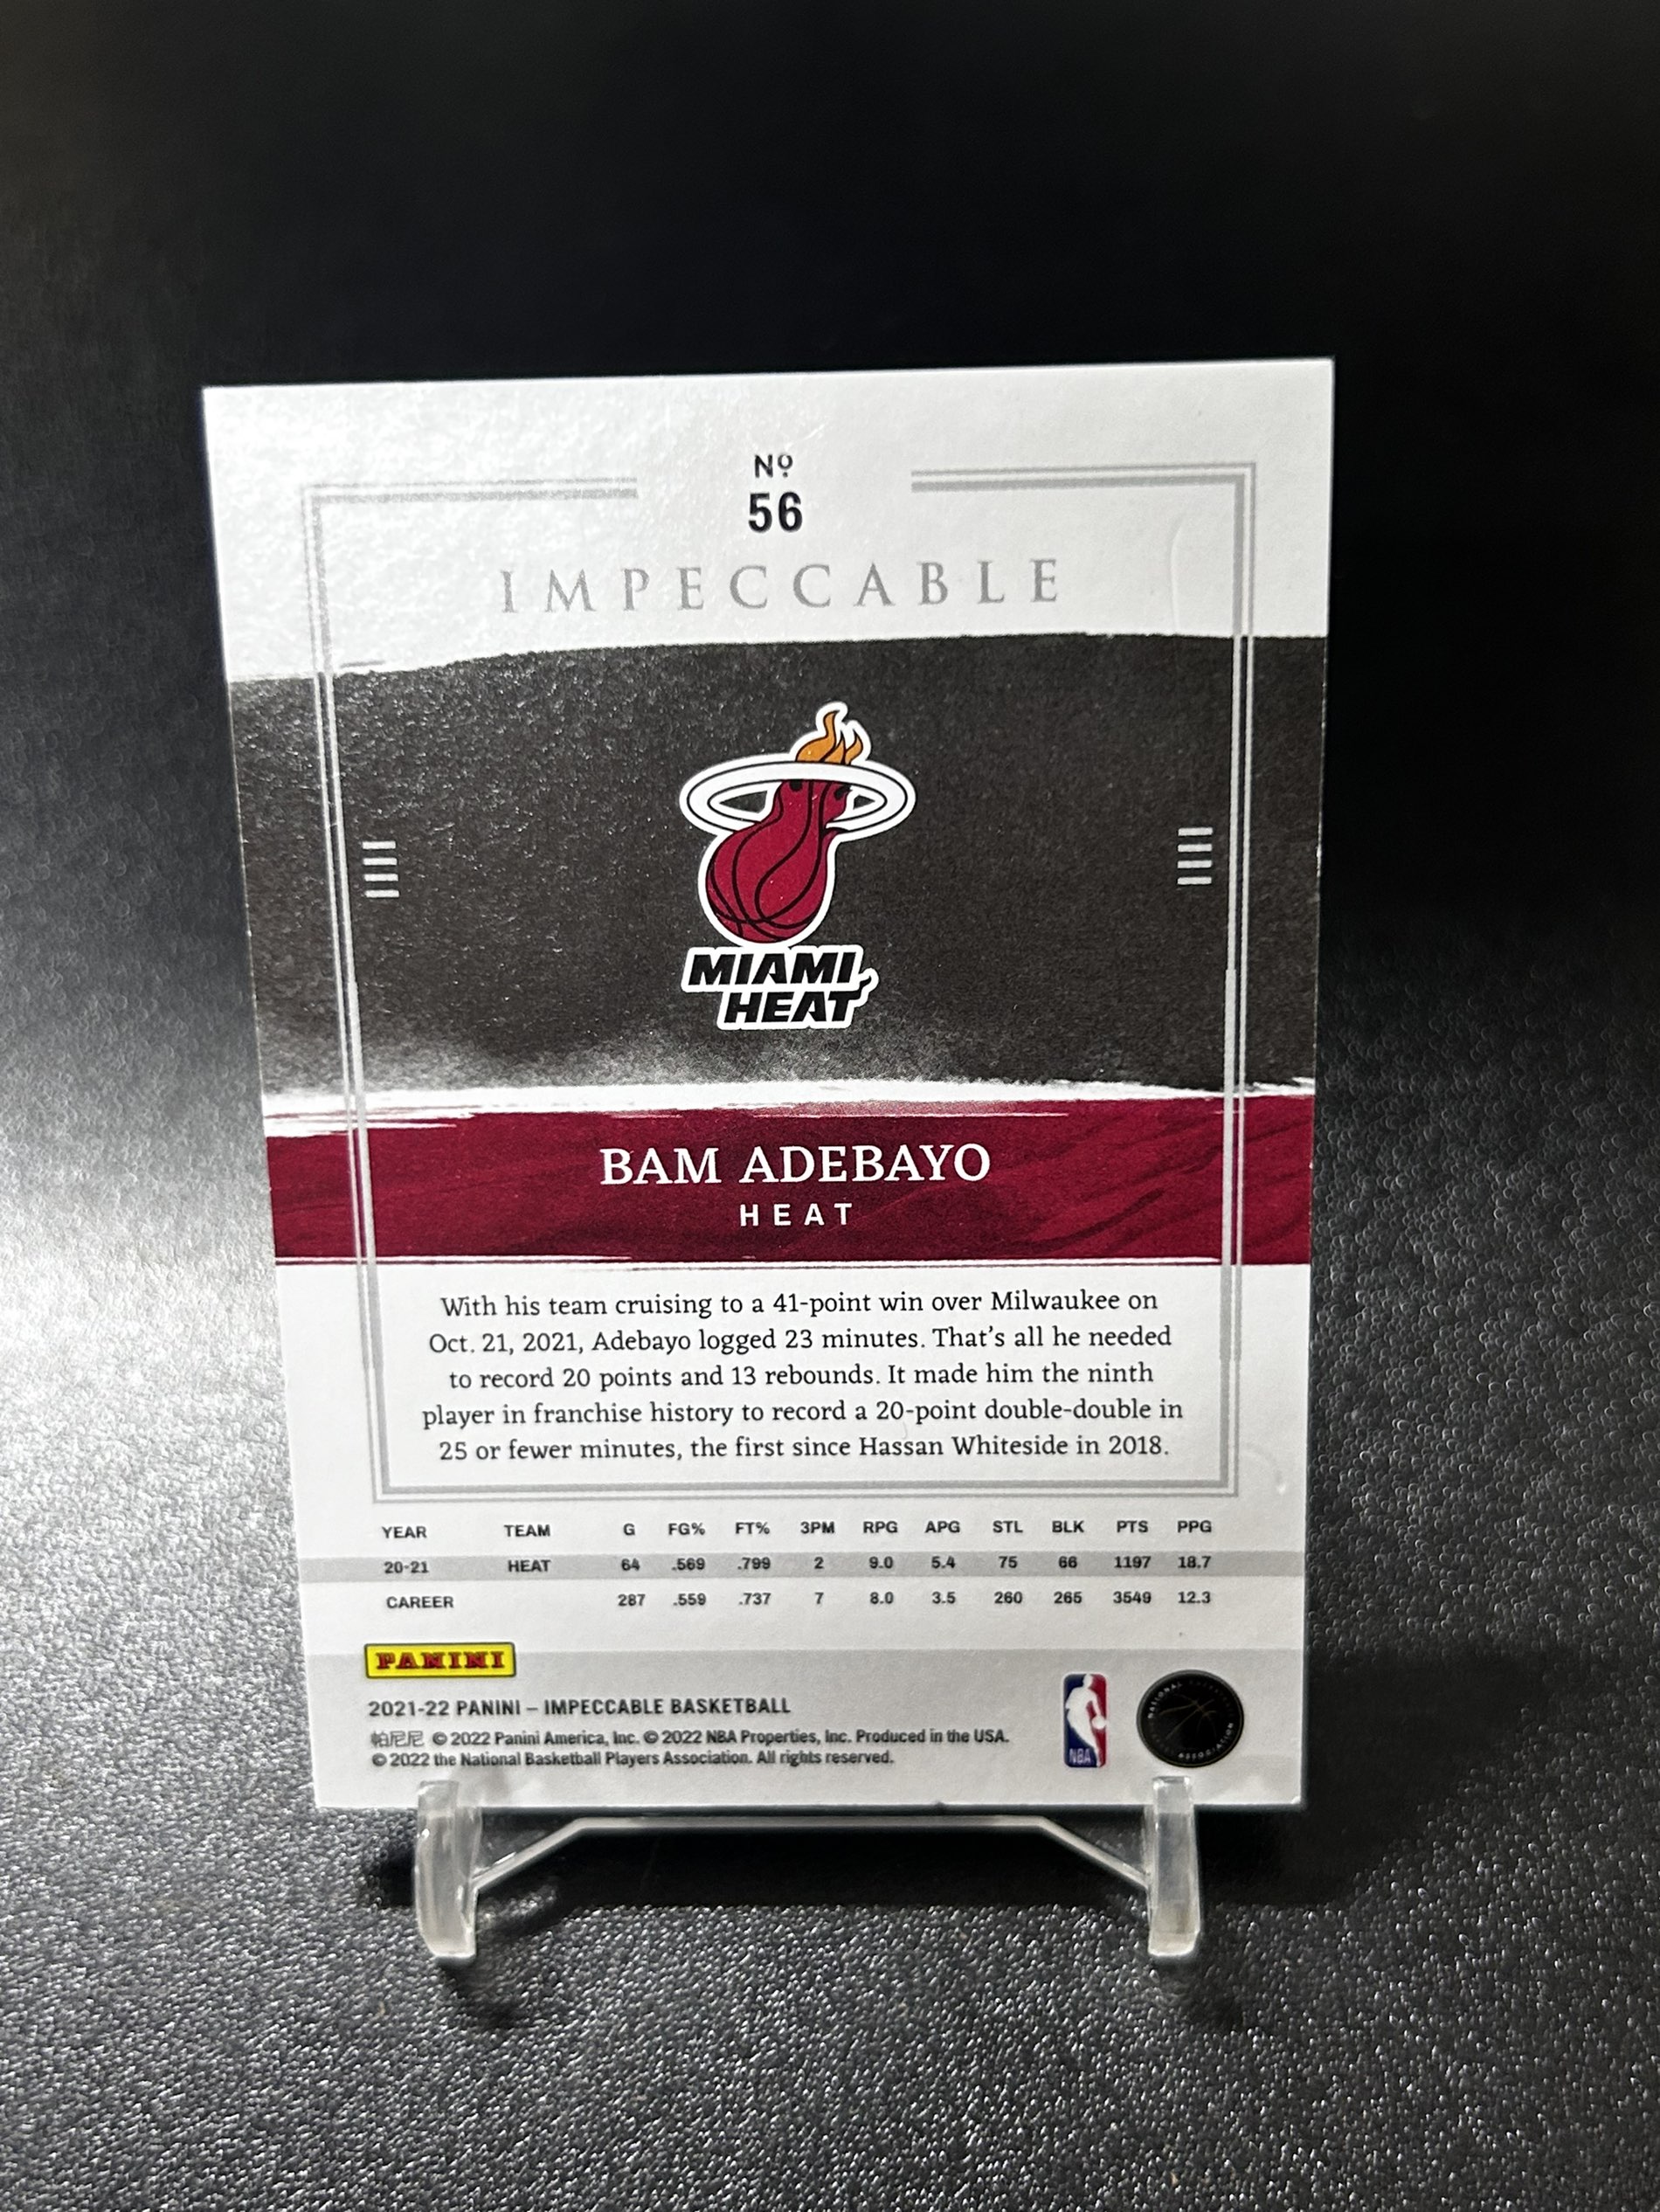 Nº
56
IMPECCABLE
MIAMI
HEAT
BAM ADEBAYO
HEAT
With his team cruising to a 41-point win over Milwaukee on
Oct. 21, 2021, Adebayo logged 23 minutes. That's all he needed
to record 20 points and 13 rebounds. It made him the ninth
player in franchise history to record a 20-point double-double in
25 or fewer minutes, the first since Hassan Whiteside in 2018.
YEAR TEAM G FG% FT% 3PM RPG APG STL BLK PTS PPG
20-21 HEAT 64 .569 .799 2 9.0 5.4 75 66 1197 18.7
CAREER 287 .559 .737 7 8.0 3.5 260 265 3549 12.3
PANINI
2021-22 PANINI – IMPECCABLE BASKETBALL
帕尼尼 © 2022 Panini America, Inc. © 2022 NBA Properties, Inc. Produced in the USA.
© 2022 the National Basketball Players Association. All rights reserved.
NBA
NATIONAL
ASSOCIATION